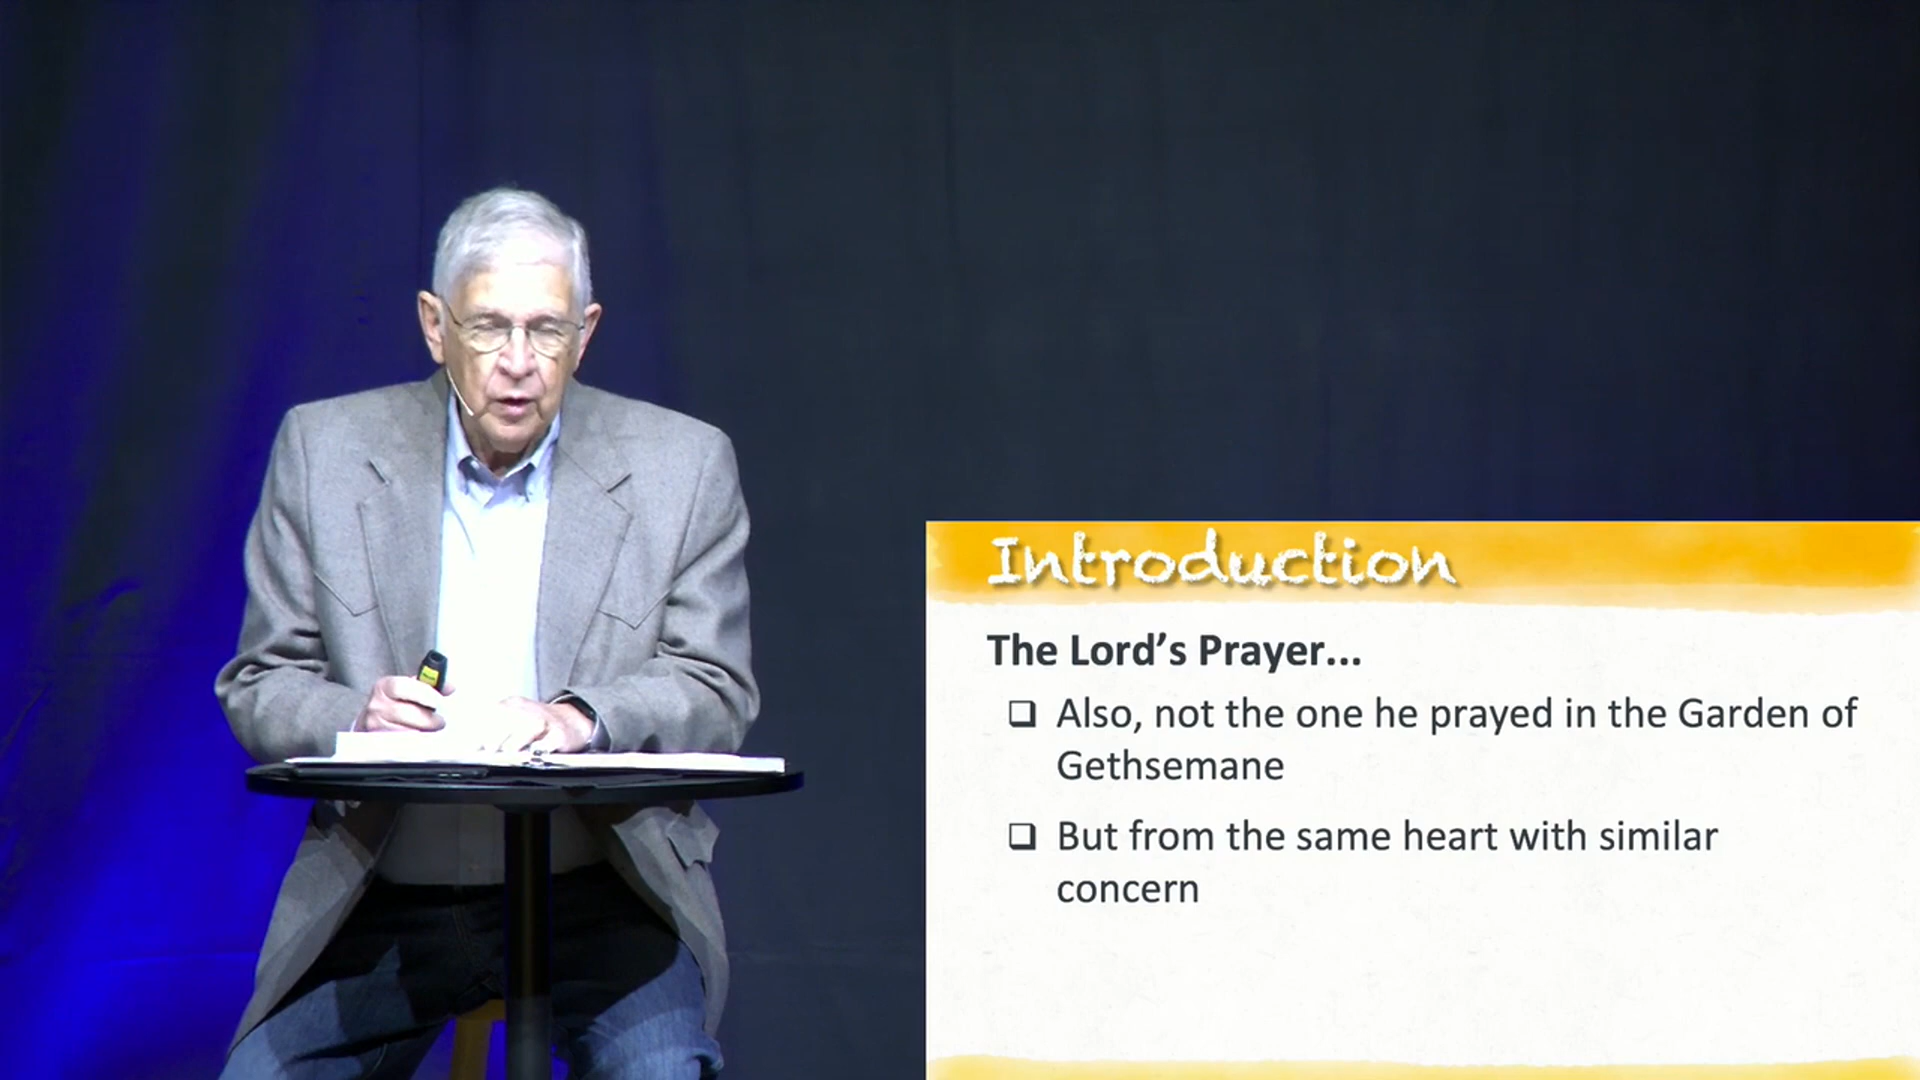 Introduction
The Lord's Prayer...
❑ Also, not the one he prayed in the Garden of
Gethsemane
❑ But from the same heart with similar
concern